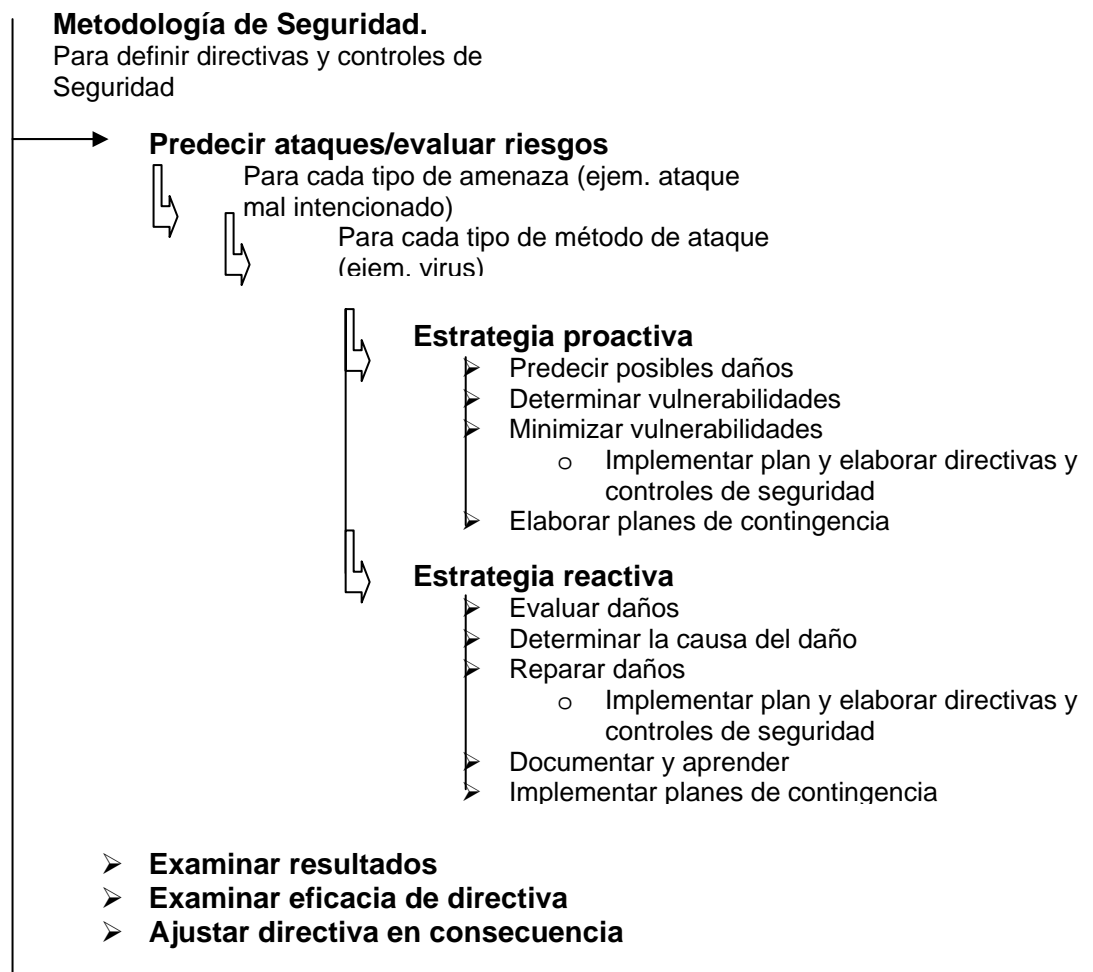 Metodología de Seguridad.
Para definir directivas y controles de
Seguridad
Predecir ataques/evaluar riesgos
Para cada tipo de amenaza (ejem. ataque
mal intencionado)
Para cada tipo de método de ataque
(ejem. virus)
Estrategia proactiva
➢ Predecir posibles daños
➢ Determinar vulnerabilidades
➢ Minimizar vulnerabilidades
o Implementar plan y elaborar directivas y
controles de seguridad
➢ Elaborar planes de contingencia
Estrategia reactiva
➢ Evaluar daños
➢ Determinar la causa del daño
➢ Reparar daños
o Implementar plan y elaborar directivas y
controles de seguridad
➢ Documentar y aprender
➢ Implementar planes de contingencia
➢ Examinar resultados
➢ Examinar eficacia de directiva
➢ Ajustar directiva en consecuencia